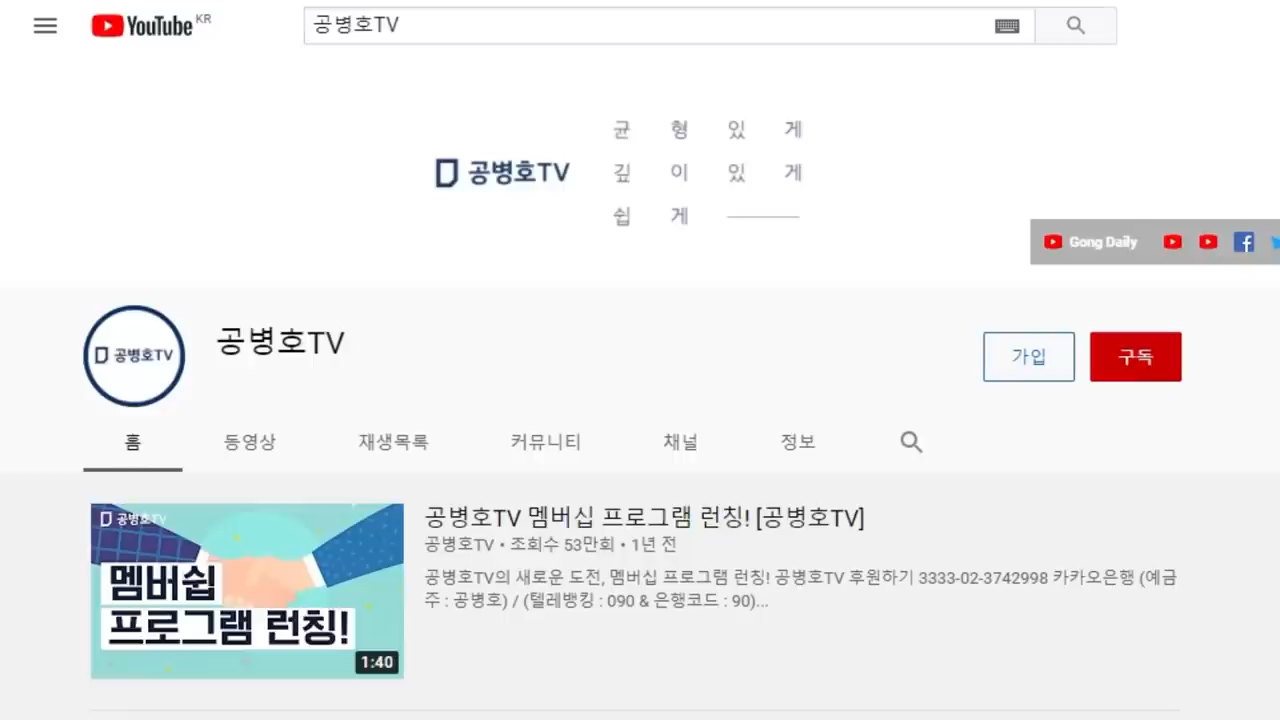 YouTube KR
공병호TV
균 형 있 게
공병호TV
깊 이 있 게
쉽 게
Gong Daily
공병호TV
공병호TV
가입
구독
홈
동영상
재생목록
커뮤니티
채널
정보
공병호TV
멤버쉽
프로그램 런칭!
1:40
공병호TV 멤버십 프로그램 런칭! [공병호TV]
공병호TV • 조회수 53만회 • 1년 전
공병호TV의 새로운 도전, 멤버십 프로그램 런칭! 공병호TV 후원하기 3333-02-3742998 카카오은행 (예금
주 : 공병호) / (텔레뱅킹 : 090 & 은행코드 : 90)...